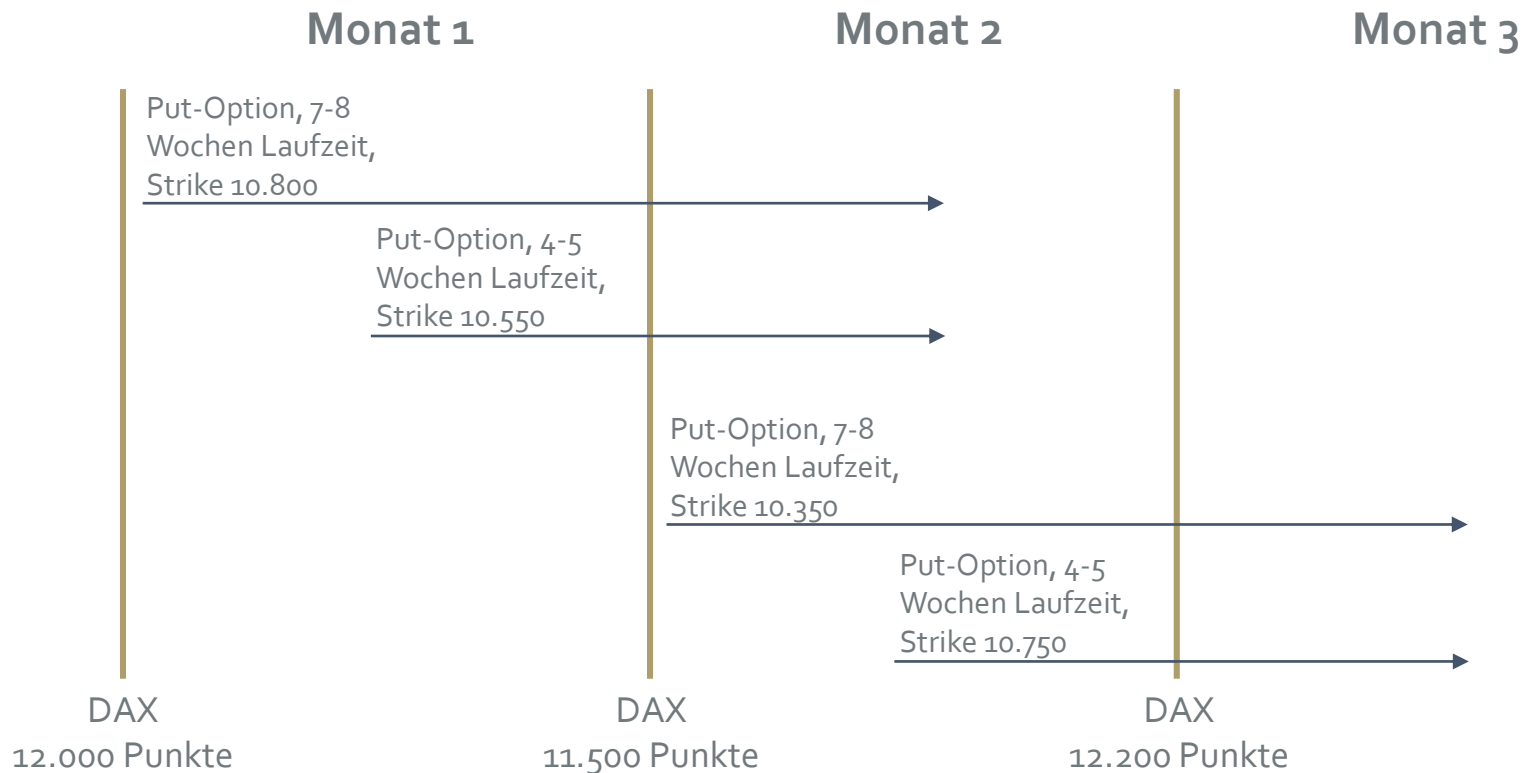 Monat 1
Monat 2
Monat 3
Put-Option, 7-8
Wochen Laufzeit,
Strike 10.800
Put-Option, 4-5
Wochen Laufzeit,
Strike 10.550
Put-Option, 7-8
Wochen Laufzeit,
Strike 10.350
Put-Option, 4-5
Wochen Laufzeit,
Strike 10.750
DAX
12.000 Punkte
DAX
11.500 Punkte
DAX
12.200 Punkte